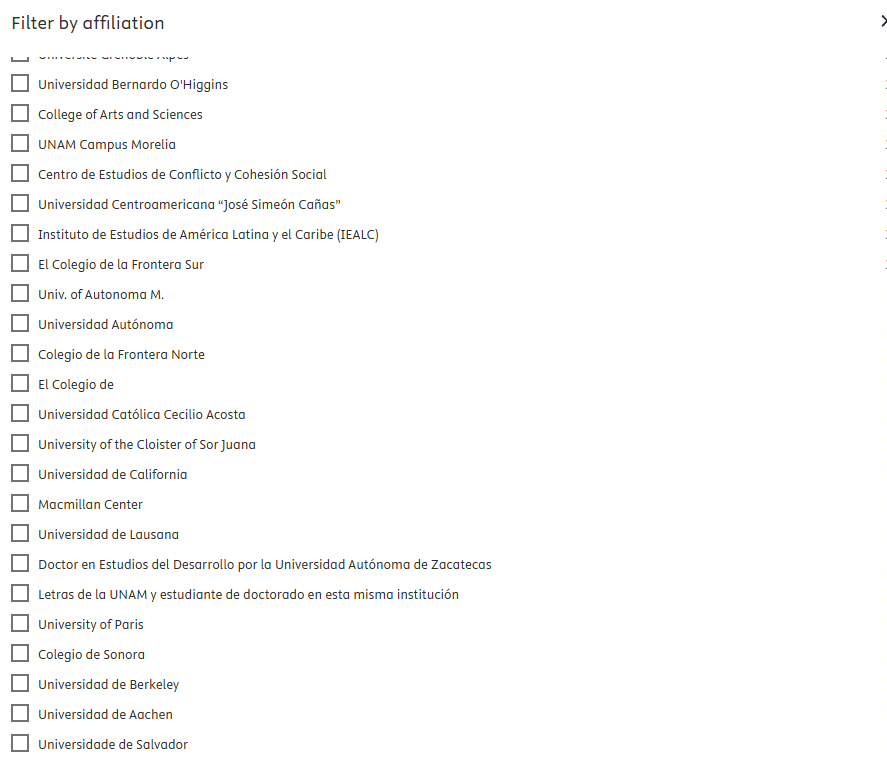 Filter by affiliation
Université Grenoble Alpes
Universidad Bernardo O'Higgins
College of Arts and Sciences
UNAM Campus Morelia
Centro de Estudios de Conflicto y Cohesión Social
Universidad Centroamericana “José Simeón Cañas”
Instituto de Estudios de América Latina y el Caribe (IEALC)
El Colegio de la Frontera Sur
Univ. of Autonoma M.
Universidad Autónoma
Colegio de la Frontera Norte
El Colegio de
Universidad Católica Cecilio Acosta
University of the Cloister of Sor Juana
Universidad de California
Macmillan Center
Universidad de Lausana
Doctor en Estudios del Desarrollo por la Universidad Autónoma de Zacatecas
Letras de la UNAM y estudiante de doctorado en esta misma institución
University of Paris
Colegio de Sonora
Universidad de Berkeley
Universidad de Aachen
Universidade de Salvador